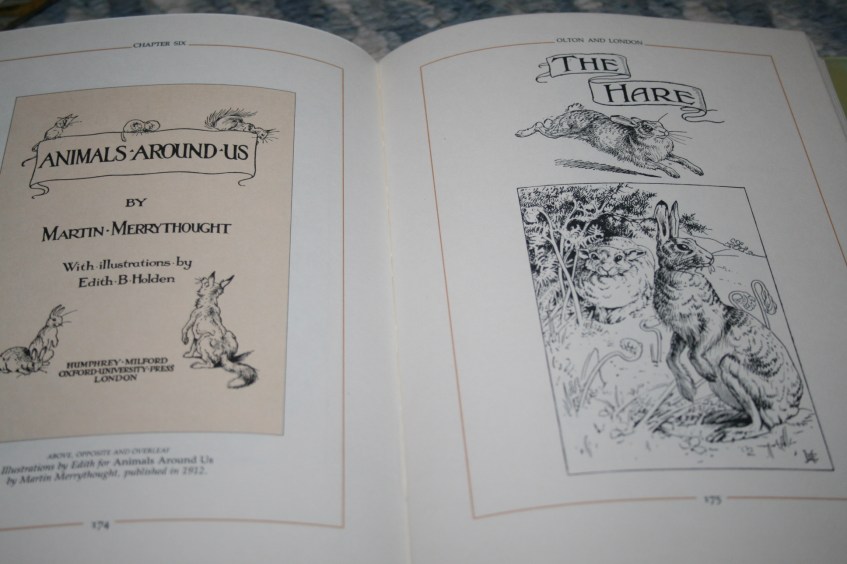 CHAPTER SIX
ANIMALS·AROUND·US
BY
MARTIN·MERRYTHOUGHT
With·illustrations·by
Edith·B·Holden
HUMPHREY·MILFORD
OXFORD·UNIVERSITY·PRESS
LONDON
ABOVE, OPPOSITE AND OVERLEAF
Illustrations by Edith for Animals Around Us
by Martin Merrythought, published in 1912.
174
OLTON AND LONDON
THE
HARE
175